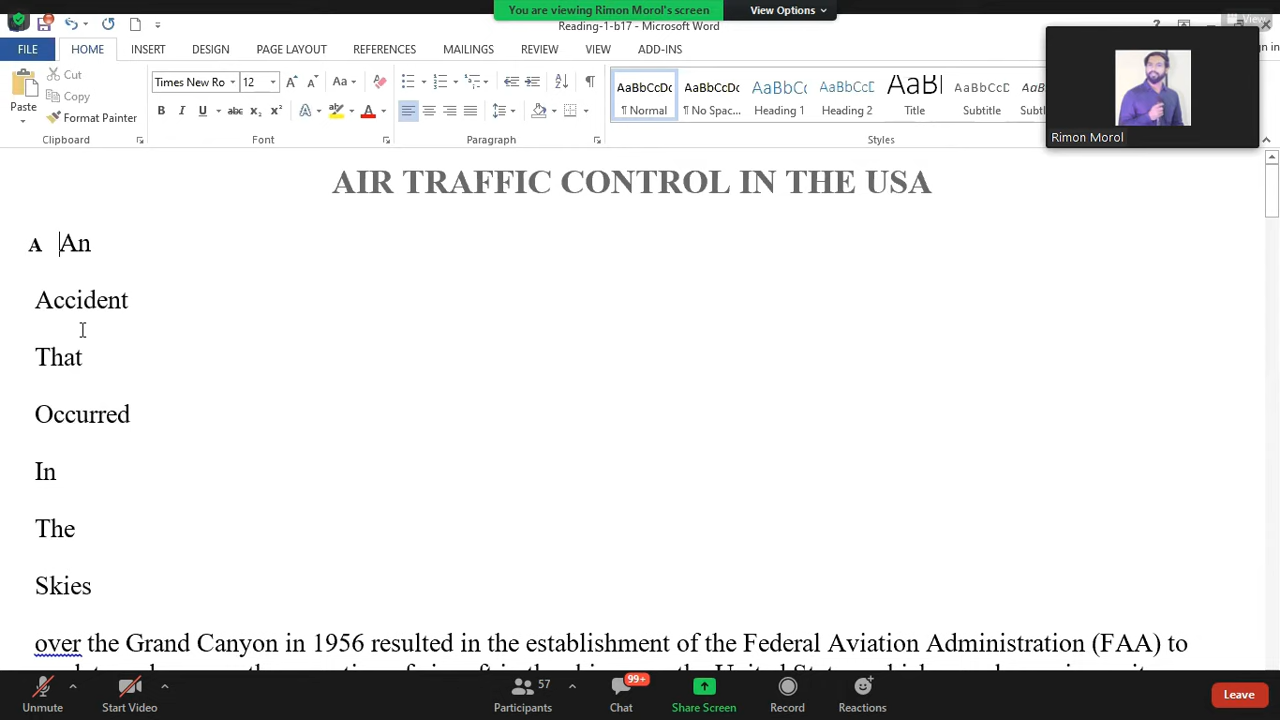 You are viewing Rimon Morol's screen
View Options
Reading-1-b17 - Microsoft Word
View
FILE
HOME
INSERT
DESIGN
PAGE LAYOUT
REFERENCES
MAILINGS
REVIEW
VIEW
ADD-INS
Paste
Cut
Copy
Format Painter
Clipboard
Times New Ro
12
Font
Paragraph
AaBbCcDc
¶ Normal
AaBbCcDc
¶ No Spac...
AaBbCc
Heading 1
AaBbCcD
Heading 2
AaBl
Title
AaBbCcD
Subtitle
Styles
Rimon Morol
AIR TRAFFIC CONTROL IN THE USA
A An
Accident
That
Occurred
In
The
Skies
over the Grand Canyon in 1956 resulted in the establishment of the Federal Aviation Administration (FAA) to
Unmute
Start Video
57
Participants
99+
Chat
Share Screen
Record
Reactions
Leave